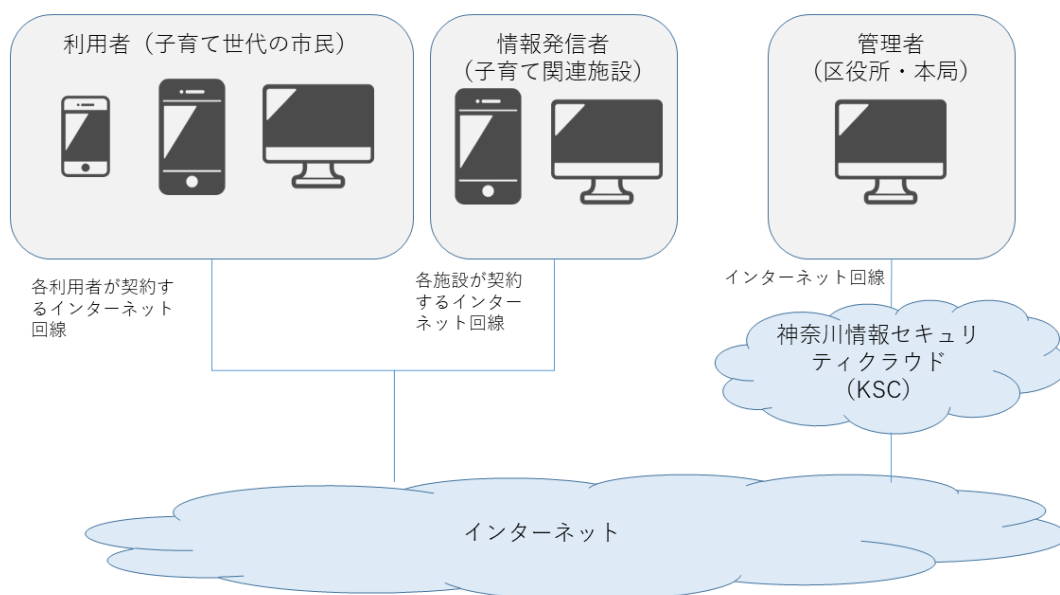 利用者（子育て世代の市民）
情報発信者
（子育て関連施設）
管理者
（区役所・本局）
各利用者が契約す
るインターネット
回線
各施設が契約
するインター
ネット回線
インターネット回線
神奈川情報セキュリ
ティクラウド
（KSC）
インターネット